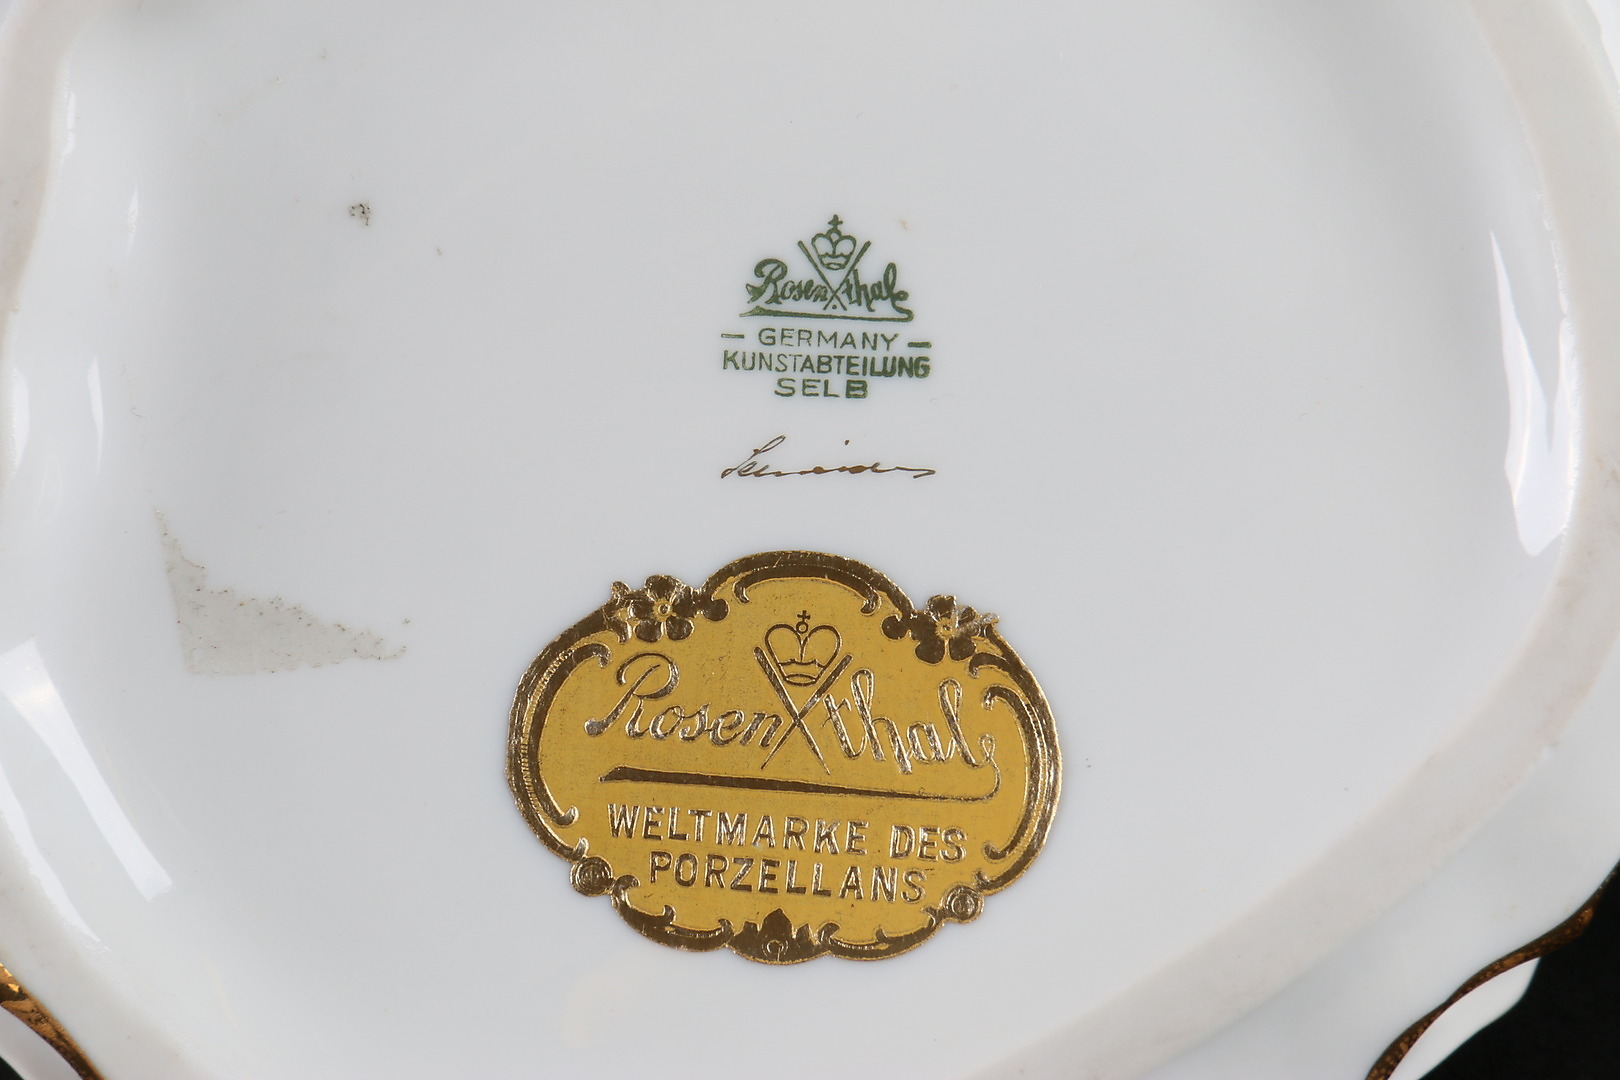 Rosenthal
GERMANY
KUNSTABTEILUNG
SELB
Rosenthal
WELTMARKE DES
PORZELLANS